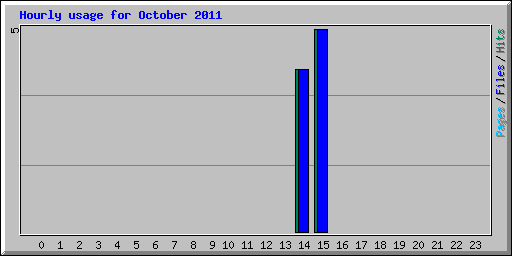 Hourly usage for October 2011
5
Pages/Files/Hits
0 1 2 3 4 5 6 7 8 9 10 11 12 13 14 15 16 17 18 19 20 21 22 23